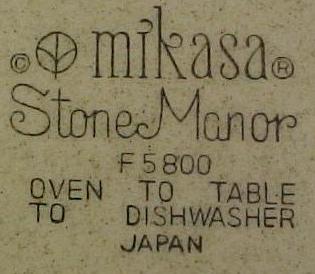 © mikasa®
Stone Manor
F5800
OVEN TO TABLE
TO DISHWASHER
JAPAN